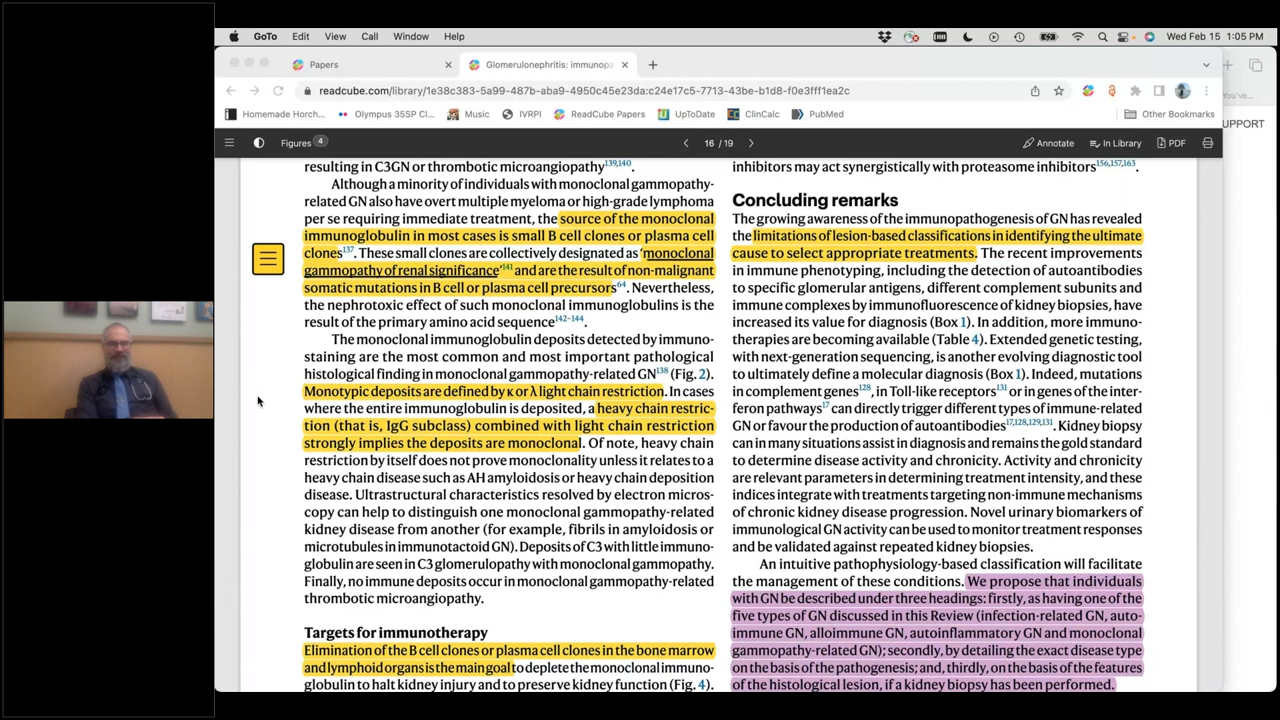 GoTo Edit View Call Window Help Wed Feb 15 1:05 PM
Papers × Glomerulonephritis: immunopa × +
readcube.com/library/1e38c383-5a99-487b-aba9-4950c45e23da:c24e17c5-7713-43be-b1d8-f0e3fff1ea2c
You've...
Homemade Horch... Olympus 35SP Cl... Music IVRPI ReadCube Papers UpToDate ClinCalc PubMed Other Bookmarks
UPPORT
Figures 4 16 / 19 Annotate In Library PDF
resulting in C3GN or thrombotic microangiopathy139,140.
Although a minority of individuals with monoclonal gammopathy-
related GN also have overt multiple myeloma or high-grade lymphoma
per se requiring immediate treatment, the source of the monoclonal
immunoglobulin in most cases is small B cell clones or plasma cell
clones137. These small clones are collectively designated as ‘monoclonal
gammopathy of renal significance’141 and are the result of non-malignant
somatic mutations in B cell or plasma cell precursors64. Nevertheless,
the nephrotoxic effect of such monoclonal immunoglobulins is the
result of the primary amino acid sequence142–144.
The monoclonal immunoglobulin deposits detected by immuno-
staining are the most common and most important pathological
histological finding in monoclonal gammopathy-related GN138 (Fig. 2).
Monotypic deposits are defined by κ or λ light chain restriction. In cases
where the entire immunoglobulin is deposited, a heavy chain restric-
tion (that is, IgG subclass) combined with light chain restriction
strongly implies the deposits are monoclonal. Of note, heavy chain
restriction by itself does not prove monoclonality unless it relates to a
heavy chain disease such as AH amyloidosis or heavy chain deposition
disease. Ultrastructural characteristics resolved by electron micros-
copy can help to distinguish one monoclonal gammopathy-related
kidney disease from another (for example, fibrils in amyloidosis or
microtubules in immunotactoid GN). Deposits of C3 with little immuno-
globulin are seen in C3 glomerulopathy with monoclonal gammopathy.
Finally, no immune deposits occur in monoclonal gammopathy-related
thrombotic microangiopathy.
Targets for immunotherapy
Elimination of the B cell clones or plasma cell clones in the bone marrow
and lymphoid organs is the main goal to deplete the monoclonal immuno-
globulin to halt kidney injury and to preserve kidney function (Fig. 4).
inhibitors may act synergistically with proteasome inhibitors156,157,163.
Concluding remarks
The growing awareness of the immunopathogenesis of GN has revealed
the limitations of lesion-based classifications in identifying the ultimate
cause to select appropriate treatments. The recent improvements
in immune phenotyping, including the detection of autoantibodies
to specific glomerular antigens, different complement subunits and
immune complexes by immunofluorescence of kidney biopsies, have
increased its value for diagnosis (Box 1). In addition, more immuno-
therapies are becoming available (Table 4). Extended genetic testing,
with next-generation sequencing, is another evolving diagnostic tool
to ultimately define a molecular diagnosis (Box 1). Indeed, mutations
in complement genes128, in Toll-like receptors131 or in genes of the inter-
feron pathways17 can directly trigger different types of immune-related
GN or favour the production of autoantibodies17,128,129,131. Kidney biopsy
can in many situations assist in diagnosis and remains the gold standard
to determine disease activity and chronicity. Activity and chronicity
are relevant parameters in determining treatment intensity, and these
indices integrate with treatments targeting non-immune mechanisms
of chronic kidney disease progression. Novel urinary biomarkers of
immunological GN activity can be used to monitor treatment responses
and be validated against repeated kidney biopsies.
An intuitive pathophysiology-based classification will facilitate
the management of these conditions. We propose that individuals
with GN be described under three headings: firstly, as having one of the
five types of GN discussed in this Review (infection-related GN, auto-
immune GN, alloimmune GN, autoinflammatory GN and monoclonal
gammopathy-related GN); secondly, by detailing the exact disease type
on the basis of the pathogenesis; and, thirdly, on the basis of the features
of the histological lesion, if a kidney biopsy has been performed.